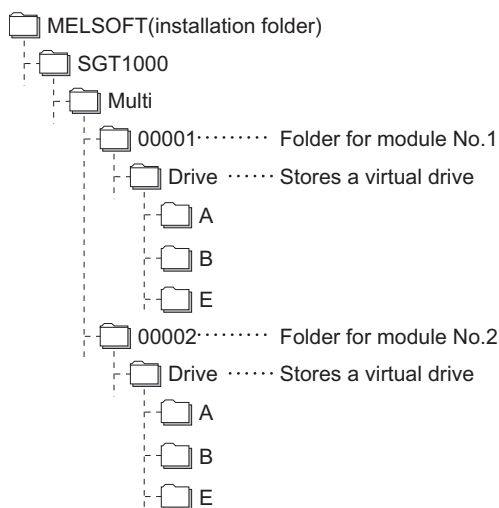 MELSOFT(installation folder)
SGT1000
Multi
00001········· Folder for module No.1
Drive ······ Stores a virtual drive
A
B
E
00002········· Folder for module No.2
Drive ······ Stores a virtual drive
A
B
E